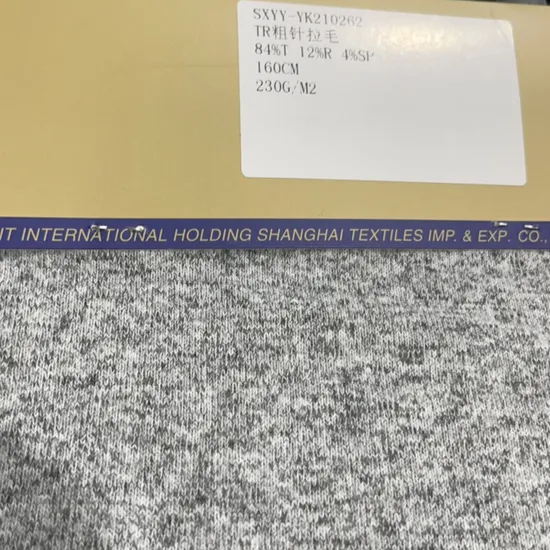 SXYY-YK210262
TR粗针拉毛
84%T 12%R 4%SP
160CM
230G/M2
IT INTERNATIONAL HOLDING SHANGHAI TEXTILES IMP. & EXP. CO.,